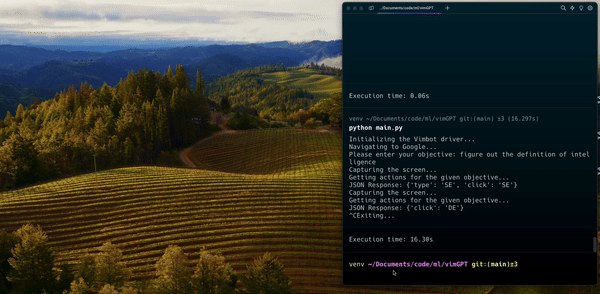 ../Documents/code/ml/vimGPT
Execution time: 0.06s
venv ~/Documents/code/ml/vimGPT git:(main) ±3 (16.297s)
python main.py
Initializing the Vimbot driver...
Navigating to Google...
Please enter your objective: figure out the definition of intel
ligence
Capturing the screen...
Getting actions for the given objective...
JSON Response: {'type': 'SE', 'click': 'SE'}
Capturing the screen...
Getting actions for the given objective...
JSON Response: {'click': 'DE'}
^CExiting...
Execution time: 16.30s
venv ~/Documents/code/ml/vimGPT git:(main)±3